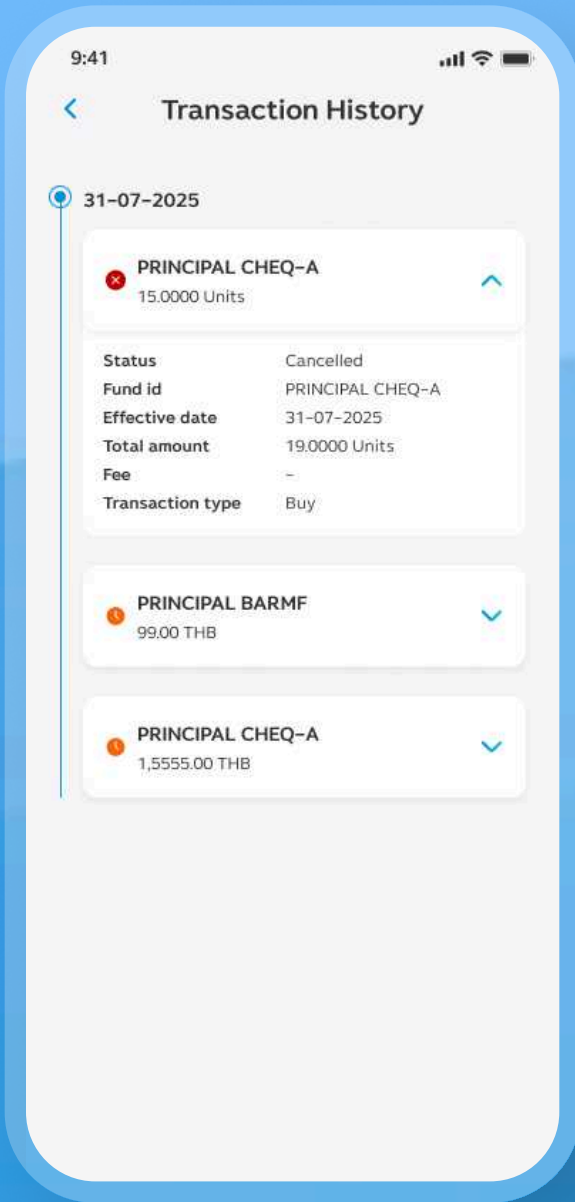 9:41
Transaction History
31-07-2025
PRINCIPAL CHEQ-A
15.0000 Units
Status Cancelled
Fund id PRINCIPAL CHEQ-A
Effective date 31-07-2025
Total amount 19.0000 Units
Fee -
Transaction type Buy
PRINCIPAL BARMF
99.00 THB
PRINCIPAL CHEQ-A
1,5555.00 THB